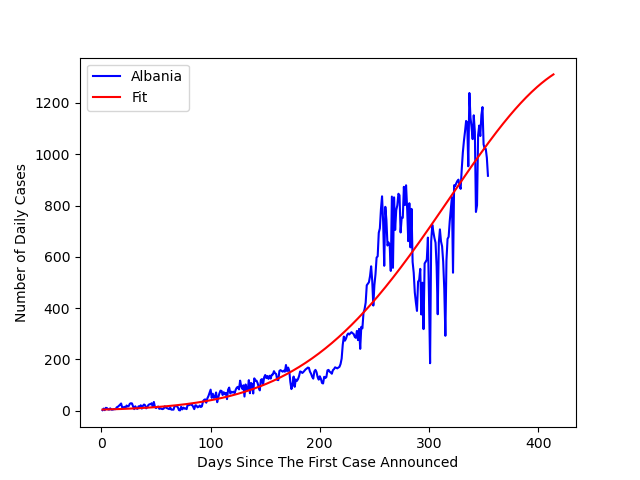 Albania
Fit
1200
1000
800
600
400
200
0
Number of Daily Cases
0 100 200 300 400
Days Since The First Case Announced